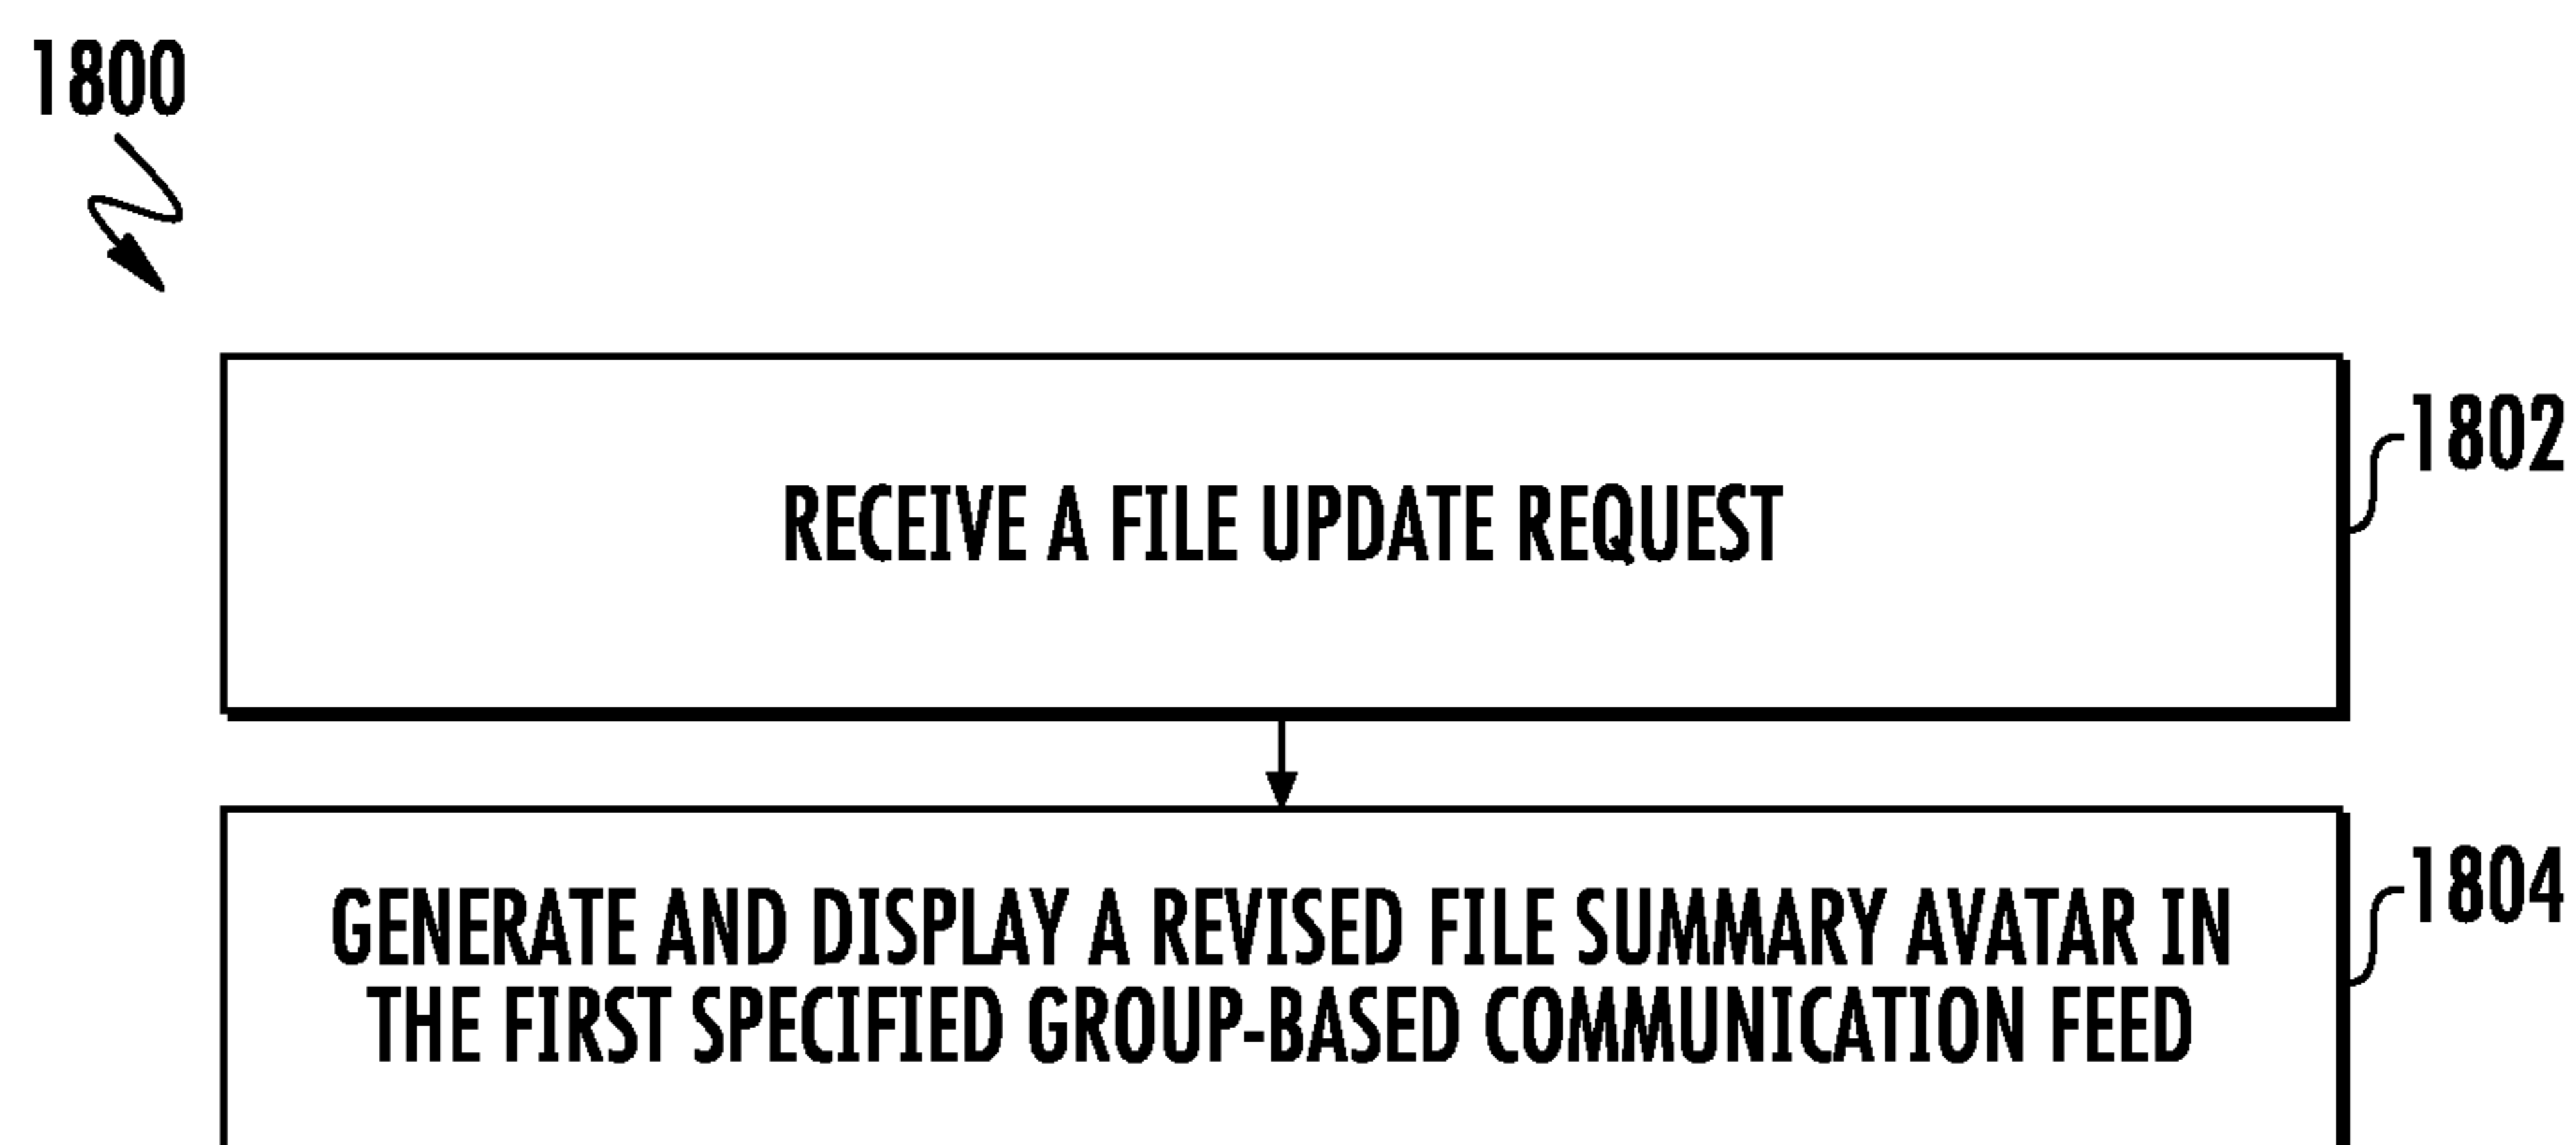 1800
RECEIVE A FILE UPDATE REQUEST
1802
GENERATE AND DISPLAY A REVISED FILE SUMMARY AVATAR IN
THE FIRST SPECIFIED GROUP-BASED COMMUNICATION FEED
1804